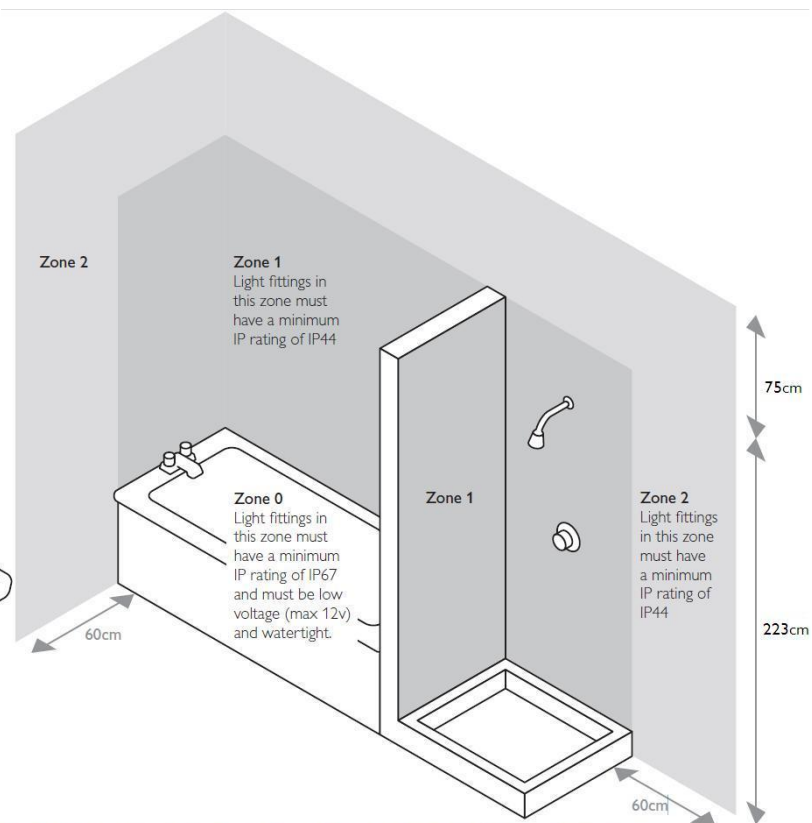 Zone 2
Zone 1
Light fittings in
this zone must
have a minimum
IP rating of IP44
75cm
Zone 0
Light fittings in
this zone must
have a minimum
IP rating of IP67
and must be low
voltage (max 12v)
and watertight.
Zone 1
Zone 2
Light fittings
in this zone
must have
a minimum
IP rating of
IP44
223cm
60cm
60cm